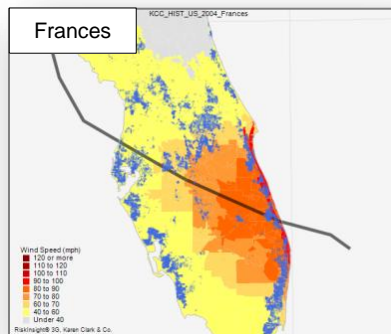 Frances
KCC_HIST_US_2004_Frances
Wind Speed (mph)
120 or more
110 to 120
100 to 110
90 to 100
80 to 90
70 to 80
60 to 70
40 to 60
Under 40
RiskInsight® 3G, Karen Clark & Co.